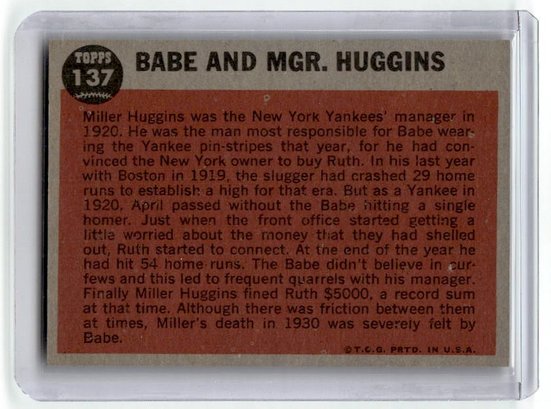 TOPPS
137
BABE AND MGR. HUGGINS
Miller Huggins was the New York Yankees' manager in
1920. He was the man most responsible for Babe wear-
ing the Yankee pin-stripes that year, for he had con-
vinced the New York owner to buy Ruth. In his last year
with Boston in 1919, the slugger had crashed 29 home
runs to establish a high for that era. But as a Yankee in
1920, April passed without the Babe hitting a single
homer. Just when the front office started getting a
little worried about the money that they had shelled
out, Ruth started to connect. At the end of the year he
had hit 54 home runs. The Babe didn't believe in cur-
fews and this led to frequent quarrels with his manager.
Finally Miller Huggins fined Ruth $5000, a record sum
at that time. Although there was friction between them
at times, Miller's death in 1930 was severely felt by
Babe.
© T.C.G. PRTD. IN U.S.A.